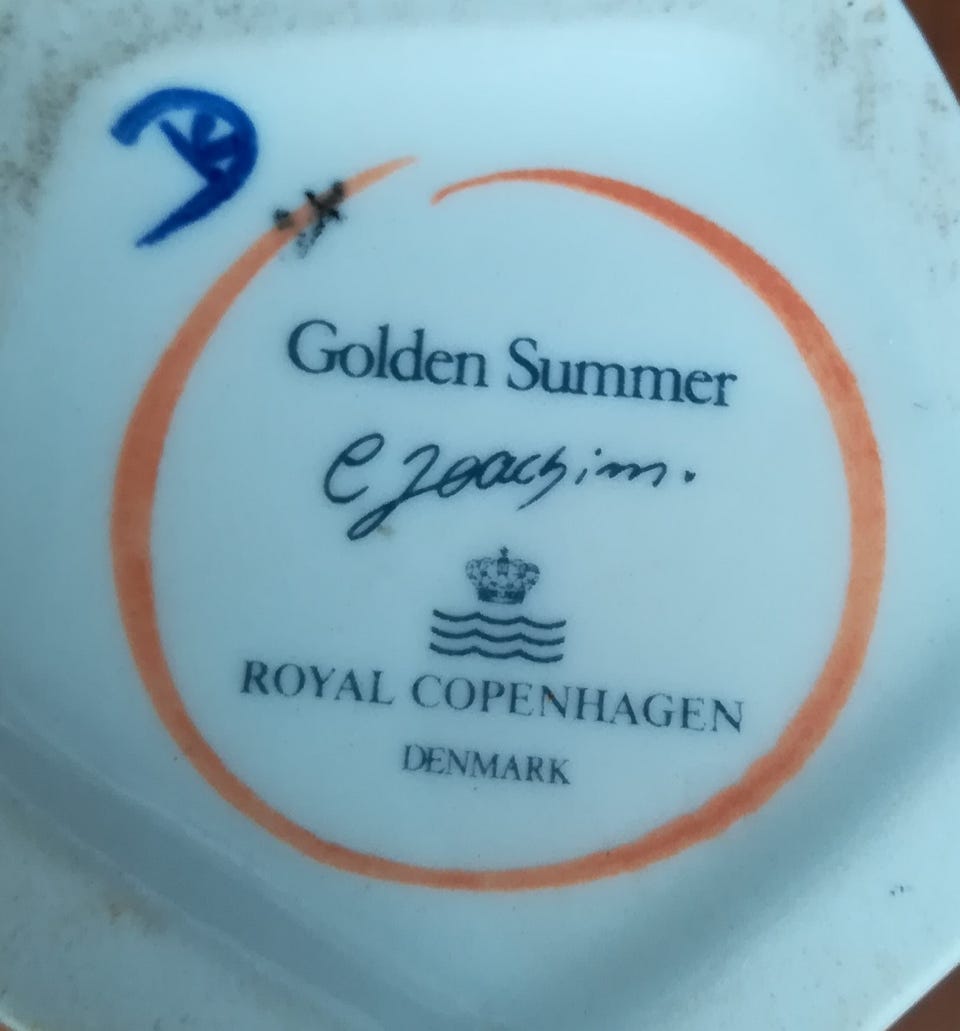 Golden Summer
C Joachim.
ROYAL COPENHAGEN
DENMARK